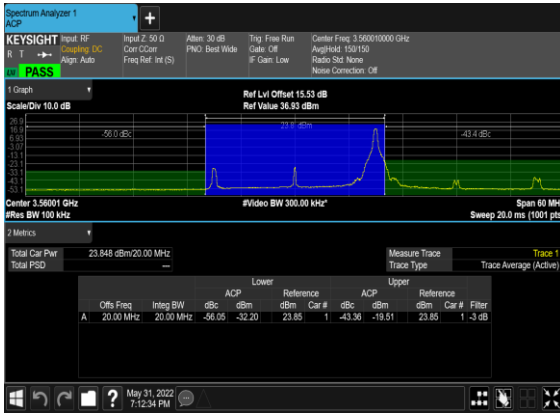 Spectrum Analyzer 1
ACP
KEYSIGHT Input: RF Input Z: 50 Ω Atten: 30 dB Trig: Free Run Center Freq: 3.560010000 GHz
R T Coupling: DC Corr CCorr PNO: Best Wide Gate: Off Avg|Hold: 150/150
Align: Auto Freq Ref: Int (S) IF Gain: Low Radio Std: None
PASS Noise Correction: Off
1 Graph
Ref Lvl Offset 15.53 dB
Scale/Div 10.0 dB Ref Value 36.93 dBm
26.9
16.9
6.93
-3.07
-13.1
-23.1
-33.1
-43.1
-53.1
-56.0 dBc 23.8 dBm -43.4 dBc
Center 3.56001 GHz #Video BW 300.00 kHz* Span 60 MH
#Res BW 100 kHz Sweep 20.0 ms (1001 pts
2 Metrics
Total Car Pwr 23.848 dBm/20.00 MHz Measure Trace Trace 1
Total PSD --- Trace Type Trace Average (Active)
Lower Upper
ACP Reference ACP Reference
Offs Freq Integ BW dBc dBm dBm Car # dBc dBm dBm Car # Filter
A 20.00 MHz 20.00 MHz -56.05 -32.20 23.85 1 -43.36 -19.51 23.85 1 -3 dB
May 31, 2022
7:12:34 PM